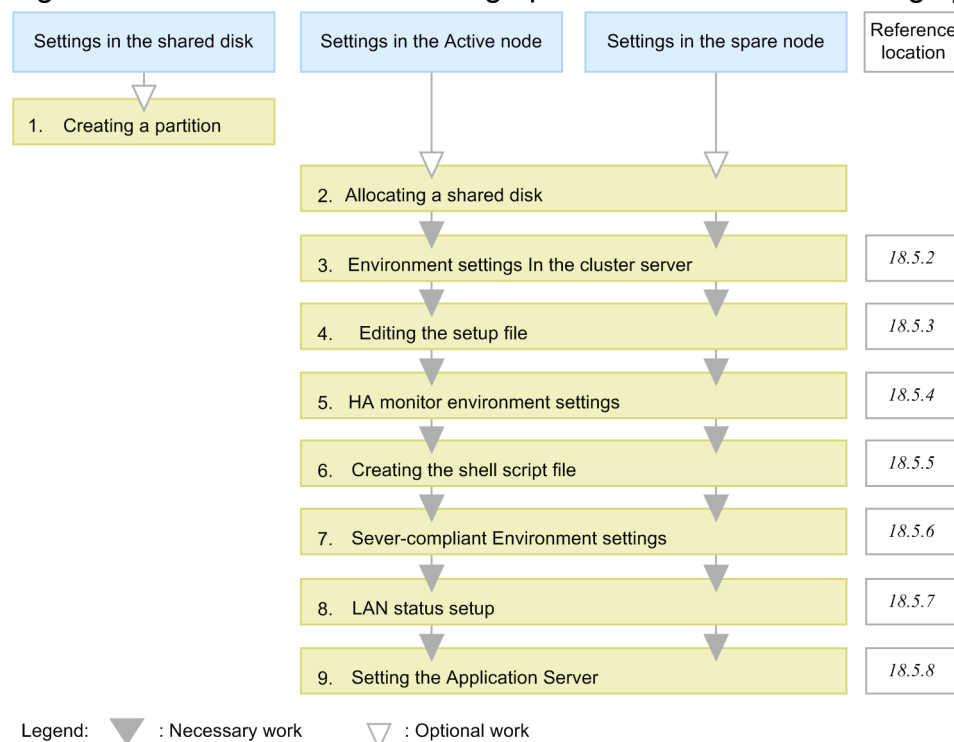 Settings in the shared disk
Settings in the Active node
Settings in the spare node
Reference
location
1. Creating a partition
2. Allocating a shared disk
3. Environment settings In the cluster server
18.5.2
4. Editing the setup file
18.5.3
5. HA monitor environment settings
18.5.4
6. Creating the shell script file
18.5.5
7. Sever-compliant Environment settings
18.5.6
8. LAN status setup
18.5.7
9. Setting the Application Server
18.5.8
Legend: : Necessary work : Optional work